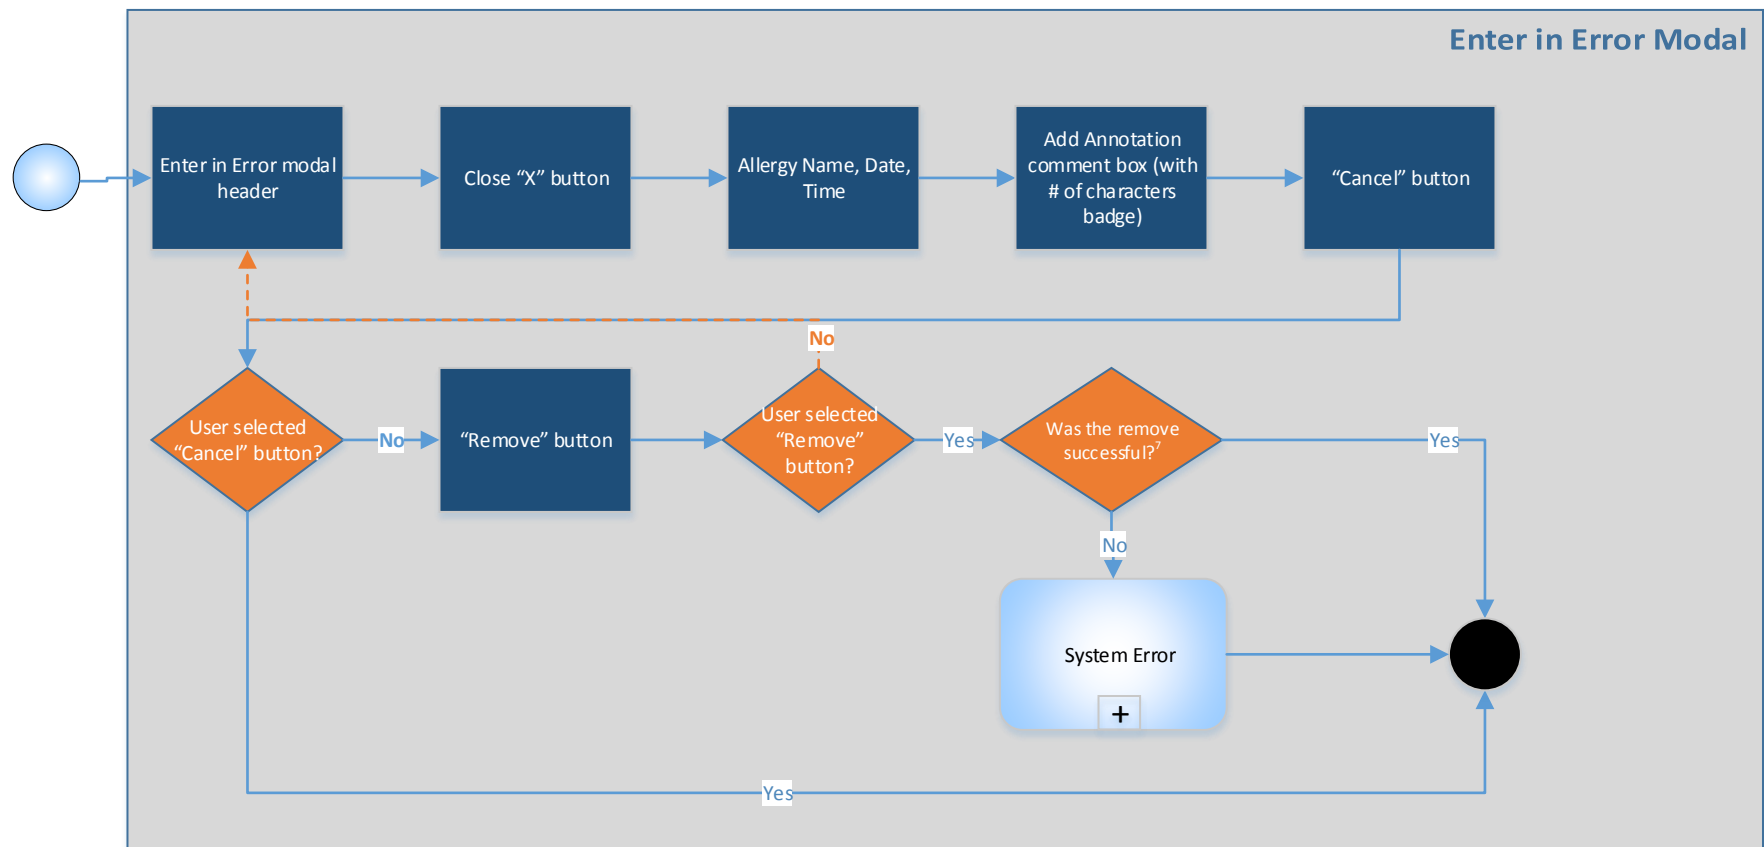 Enter in Error Modal
Enter in Error modal
header
Close “X” button
Allergy Name, Date,
Time
Add Annotation
comment box (with
# of characters
badge)
“Cancel” button
No
User selected
“Cancel” button?
No
“Remove” button
User selected
“Remove”
button?
Yes
Was the remove
successful?⁷
Yes
No
System Error
+
Yes